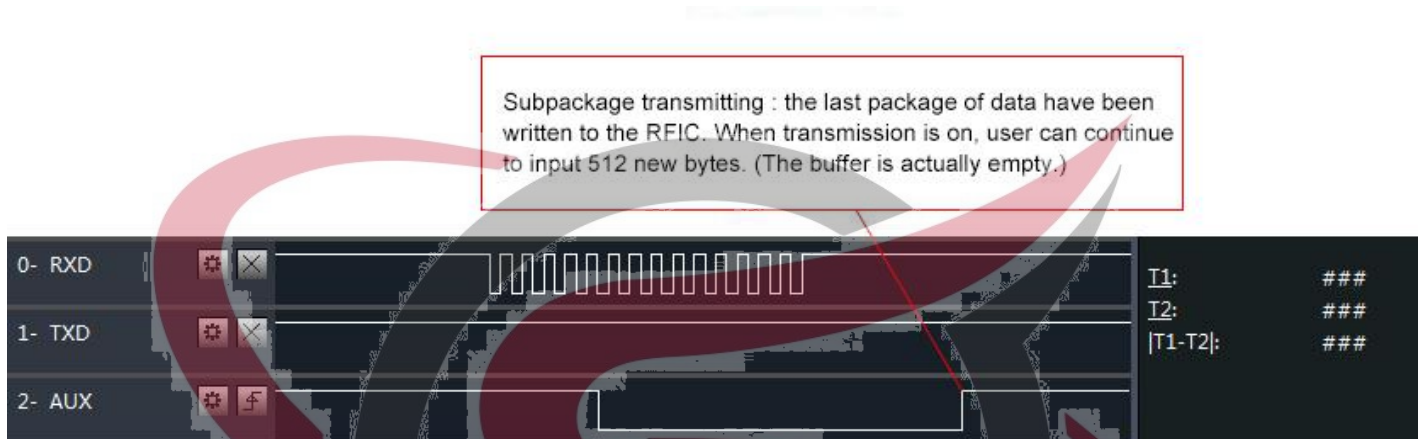 Subpackage transmitting : the last package of data have been
written to the RFIC. When transmission is on, user can continue
to input 512 new bytes. (The buffer is actually empty.)
0- RXD
T1: ###
T2: ###
1- TXD
|T1-T2|: ###
2- AUX